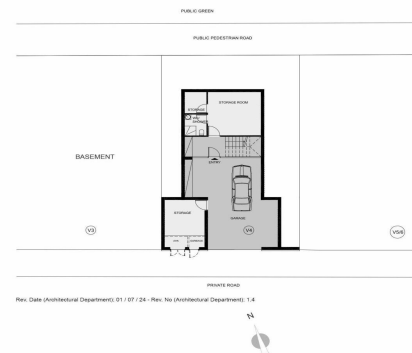 PUBLIC GREEN
PUBLIC PEDESTRIAN ROAD
STORAGE ROOM
STORAGE
SHOWER
BASEMENT
ENTRY
STORAGE
GARAGE
V3
V4
V5/6
PRIVATE ROAD
Rev. Date (Architectural Department): 01 / 07 / 24 - Rev. No (Architectural Department): 1.4
N